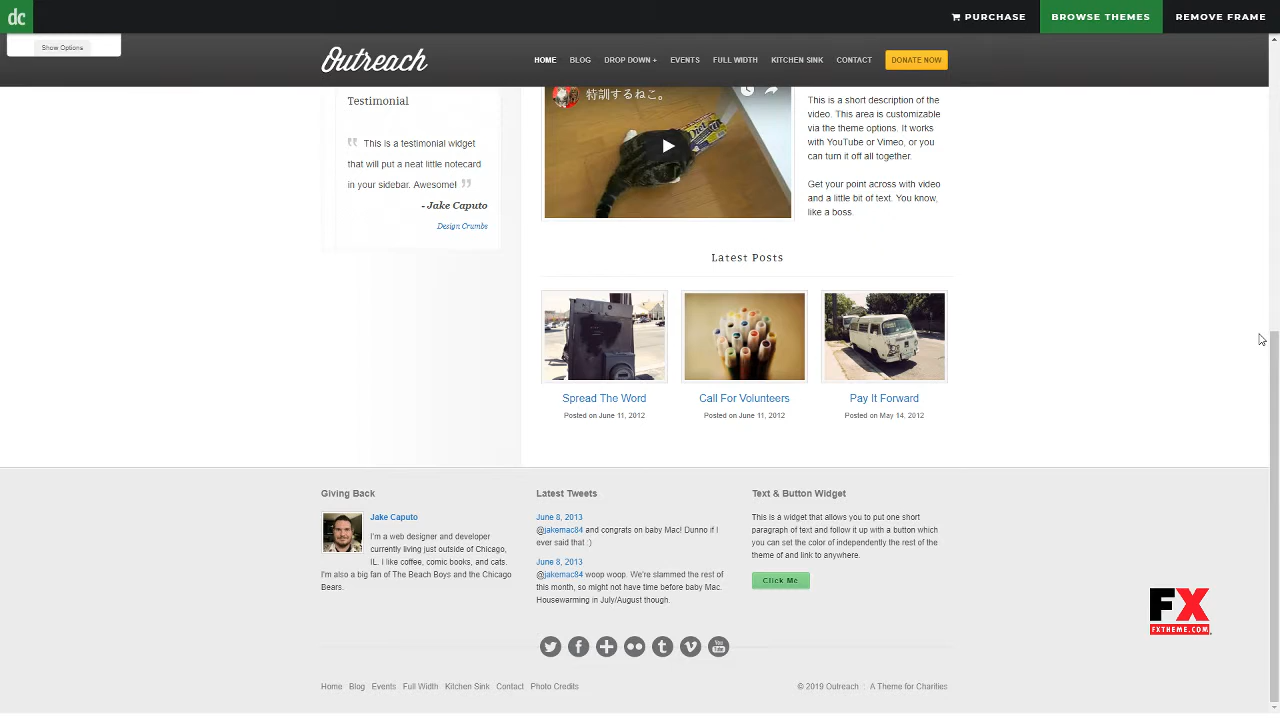 dc
PURCHASE
BROWSE THEMES
REMOVE FRAME
Show Options
Outreach
HOME
BLOG
DROP DOWN +
EVENTS
FULL WIDTH
KITCHEN SINK
CONTACT
DONATE NOW
Testimonial
This is a testimonial widget
that will put a neat little notecard
in your sidebar. Awesome!
- Jake Caputo
Design Crumbs
特訓するねこ。
This is a short description of the
video. This area is customizable
via the theme options. It works
with YouTube or Vimeo, or you
can turn it off all together.
Get your point across with video
and a little bit of text. You know,
like a boss.
Latest Posts
Spread The Word
Posted on June 11, 2012
Call For Volunteers
Posted on June 11, 2012
Pay It Forward
Posted on May 14, 2012
Giving Back
Jake Caputo
I'm a web designer and developer
currently living just outside of Chicago,
IL. I like coffee, comic books, and cats.
I'm also a big fan of The Beach Boys and the Chicago
Bears.
Latest Tweets
June 8, 2013
@jakemac84 and congrats on baby Mac! Dunno if I
ever said that :)
June 8, 2013
@jakemac84 woop woop. We're slammed the rest of
this month, so might not have time before baby Mac.
Housewarming in July/August though.
Text & Button Widget
This is a widget that allows you to put one short
paragraph of text and follow it up with a button which
you can set the color of independently the rest of the
theme of and link to anywhere.
Click Me
FX
FXTHEME.COM
You
Tube
Home
Blog
Events
Full Width
Kitchen Sink
Contact
Photo Credits
© 2019 Outreach : A Theme for Charities